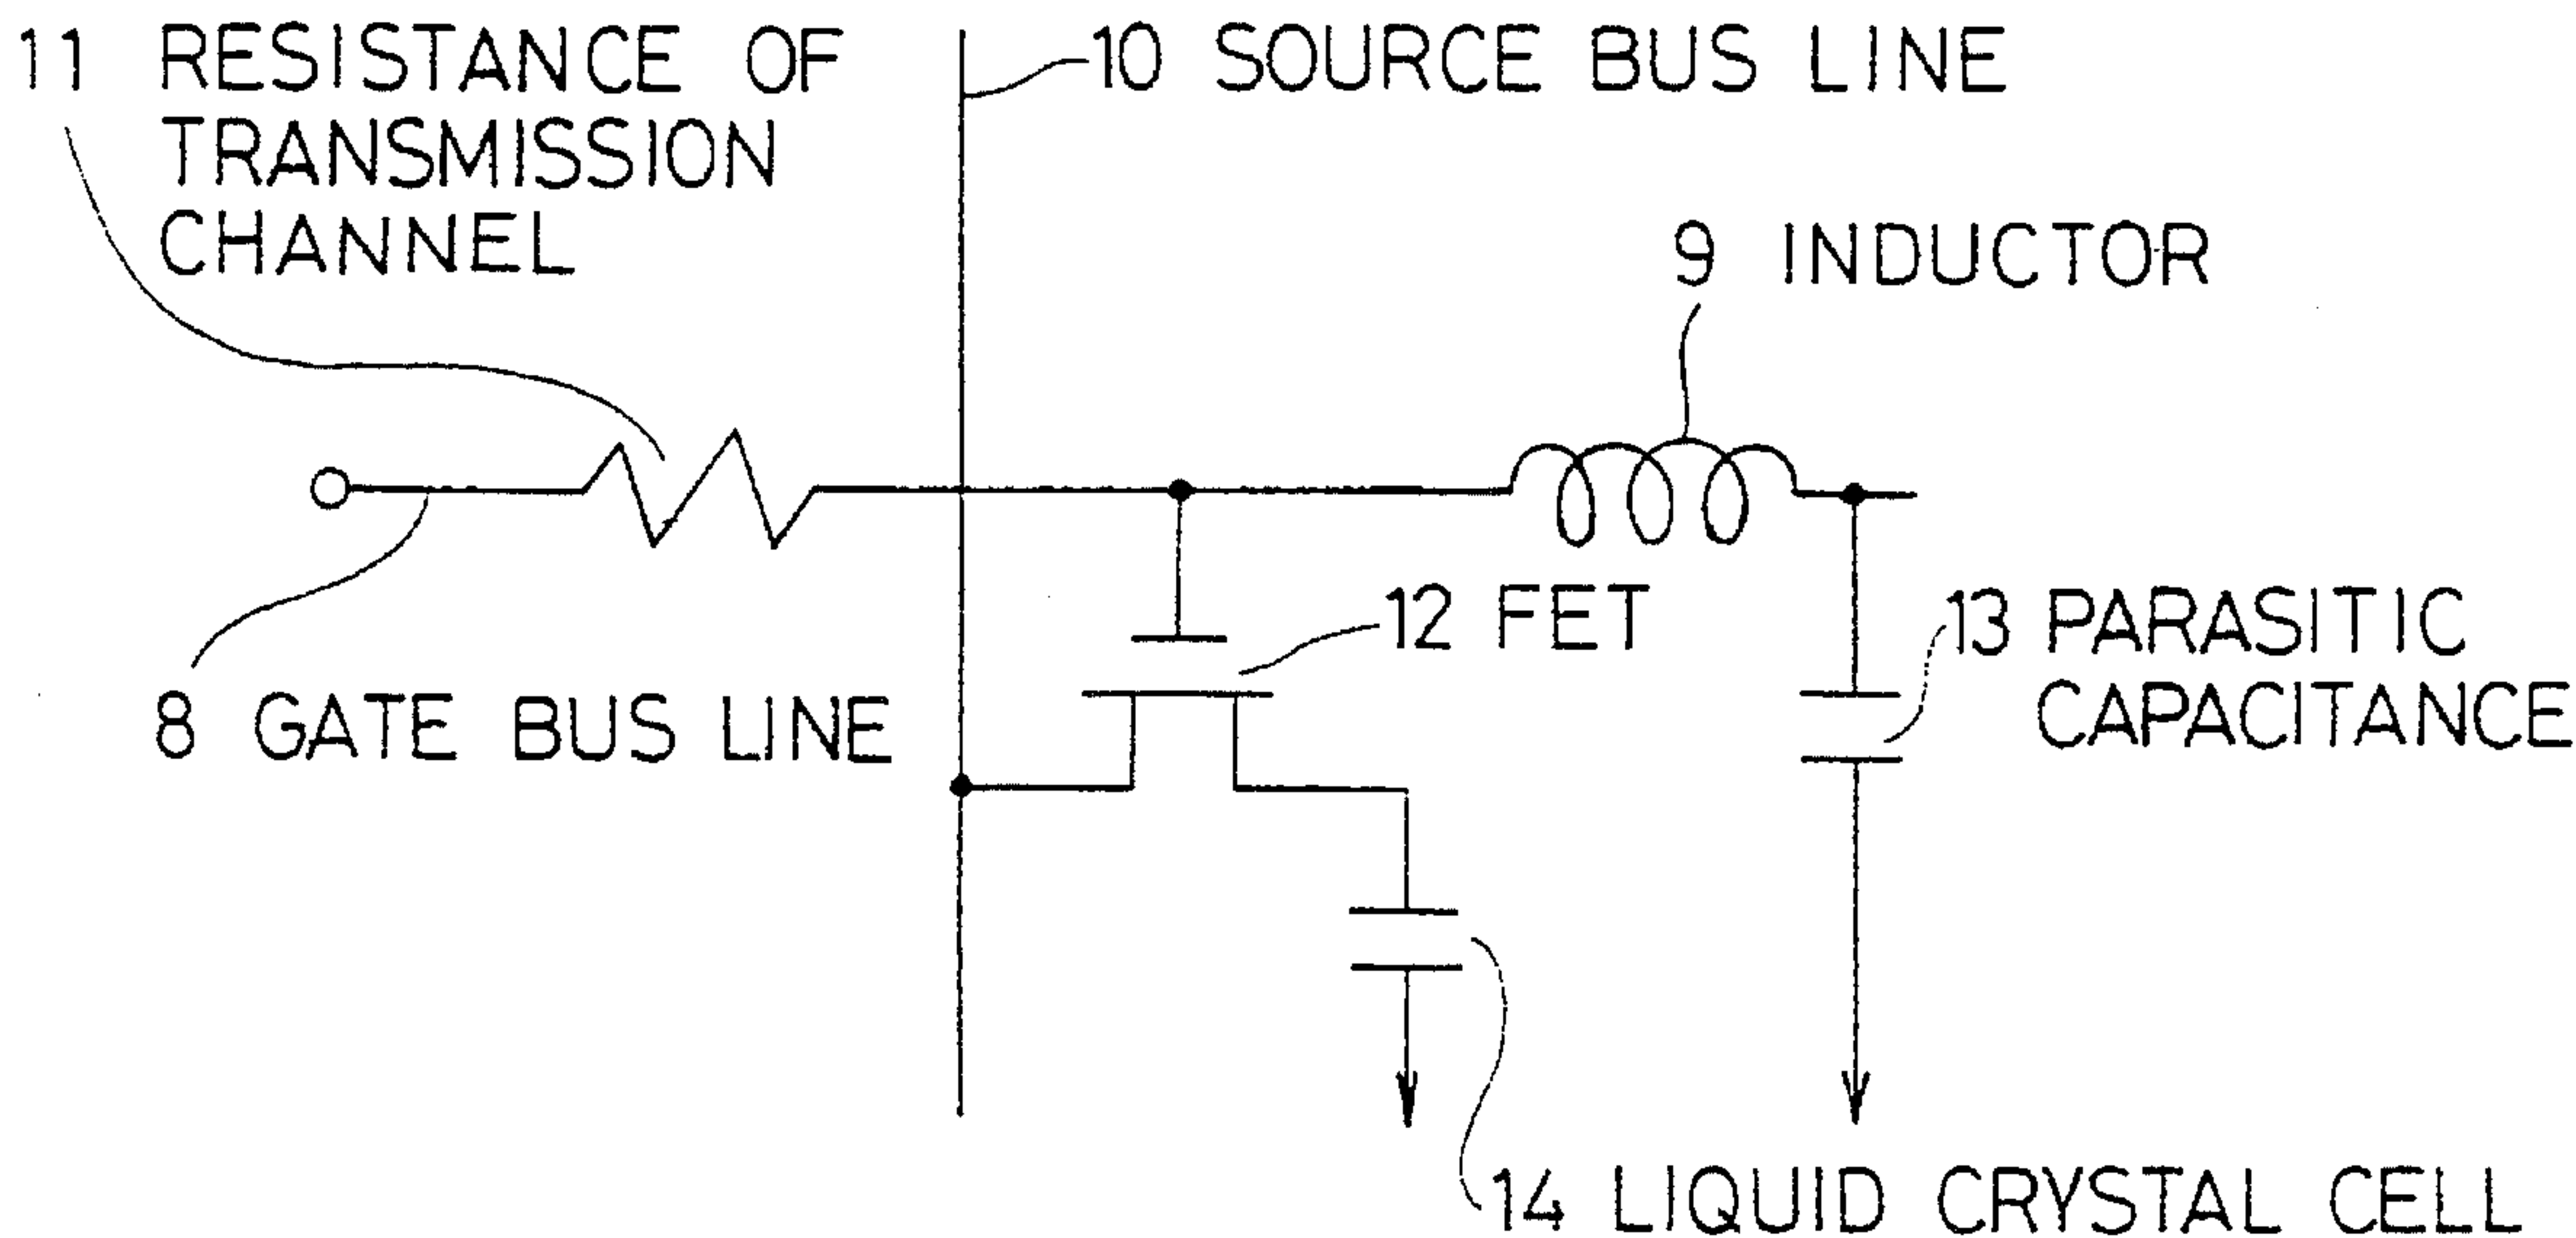 11 RESISTANCE OF
TRANSMISSION
CHANNEL
10 SOURCE BUS LINE
9 INDUCTOR
12 FET
13 PARASITIC
CAPACITANCE
8 GATE BUS LINE
14 LIQUID CRYSTAL CELL